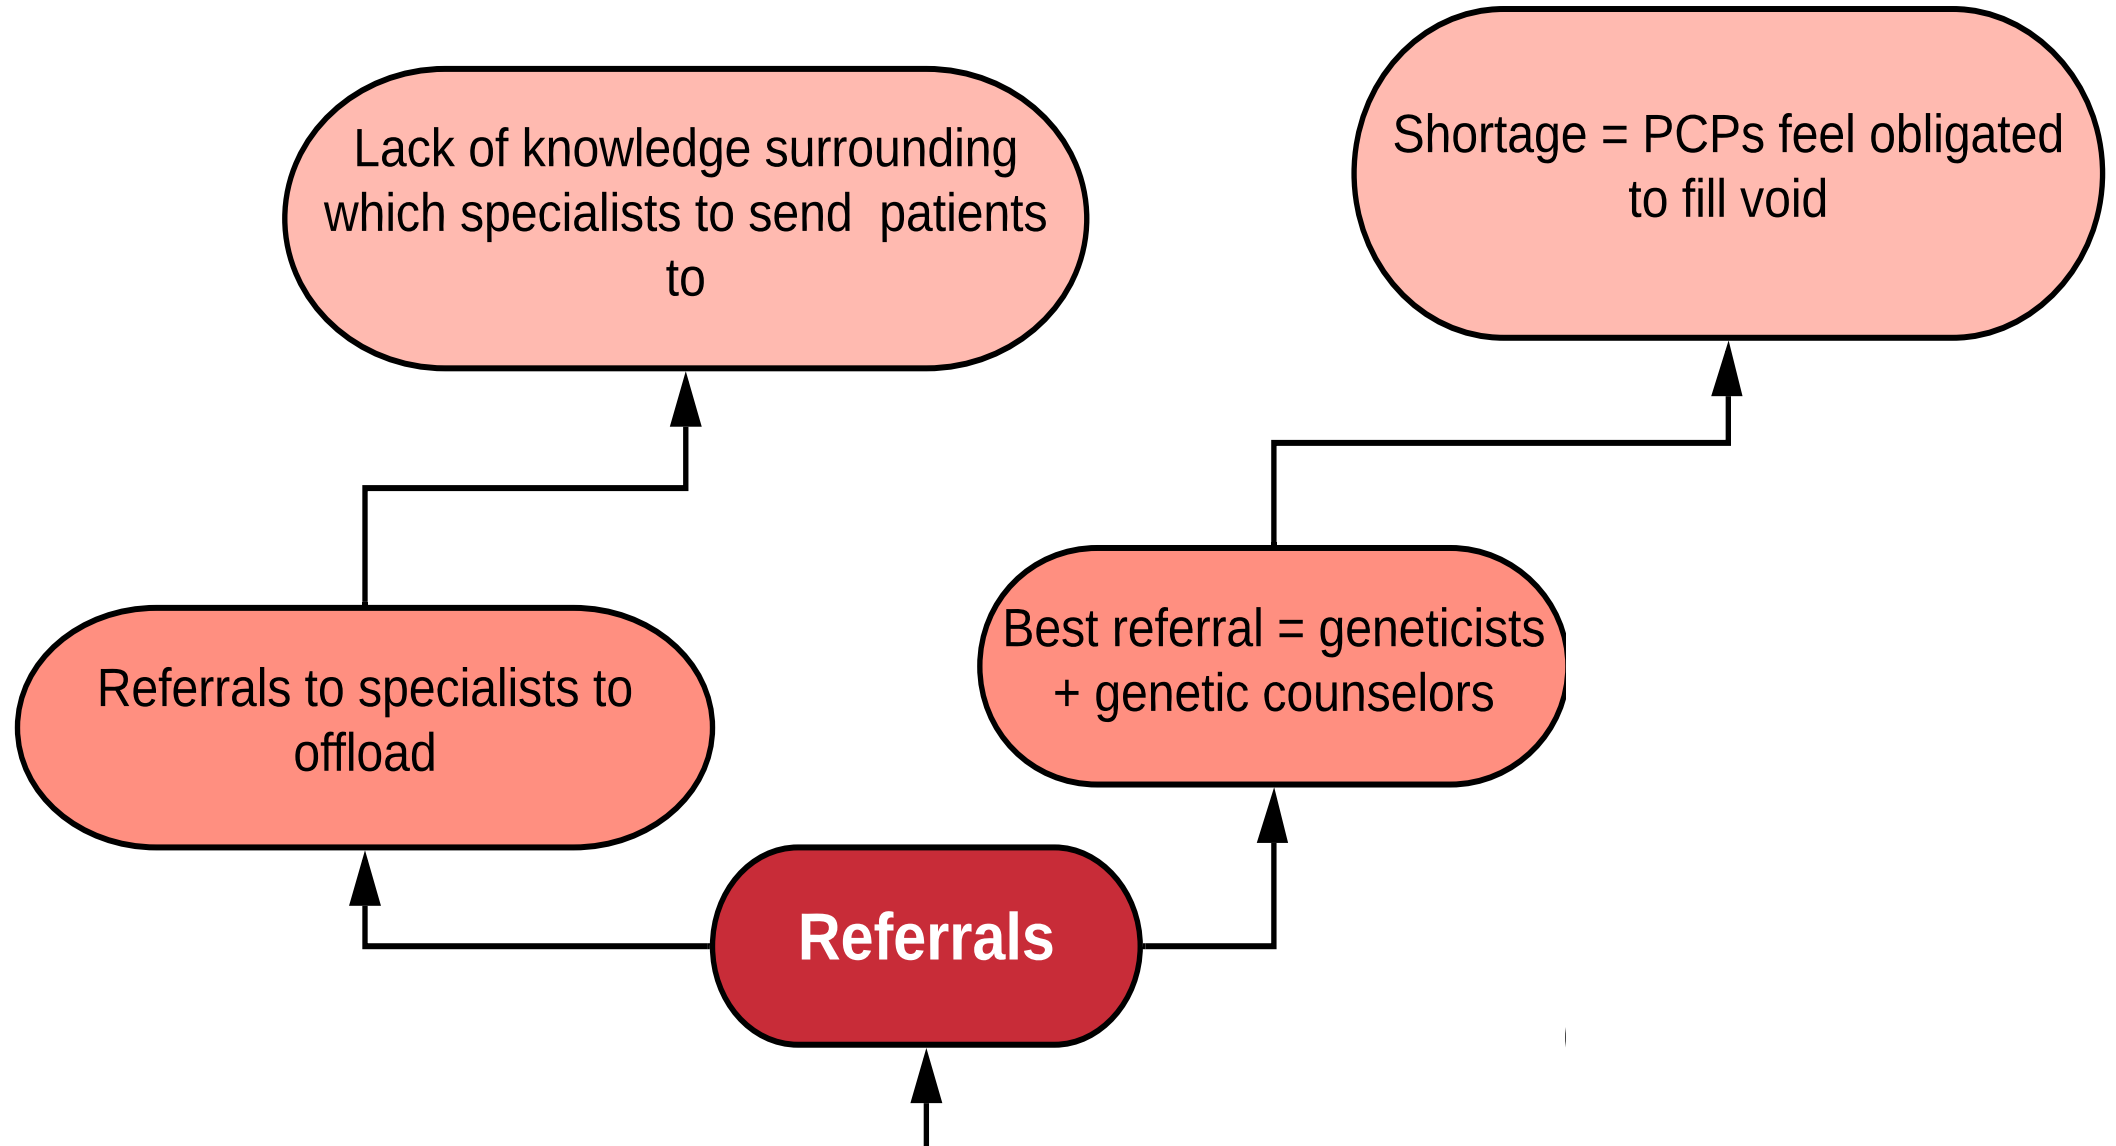 Lack of knowledge surrounding
which specialists to send  patients
to
Shortage = PCPs feel obligated
to fill void
Referrals to specialists to
offload
Best referral = geneticists
+ genetic counselors
Referrals